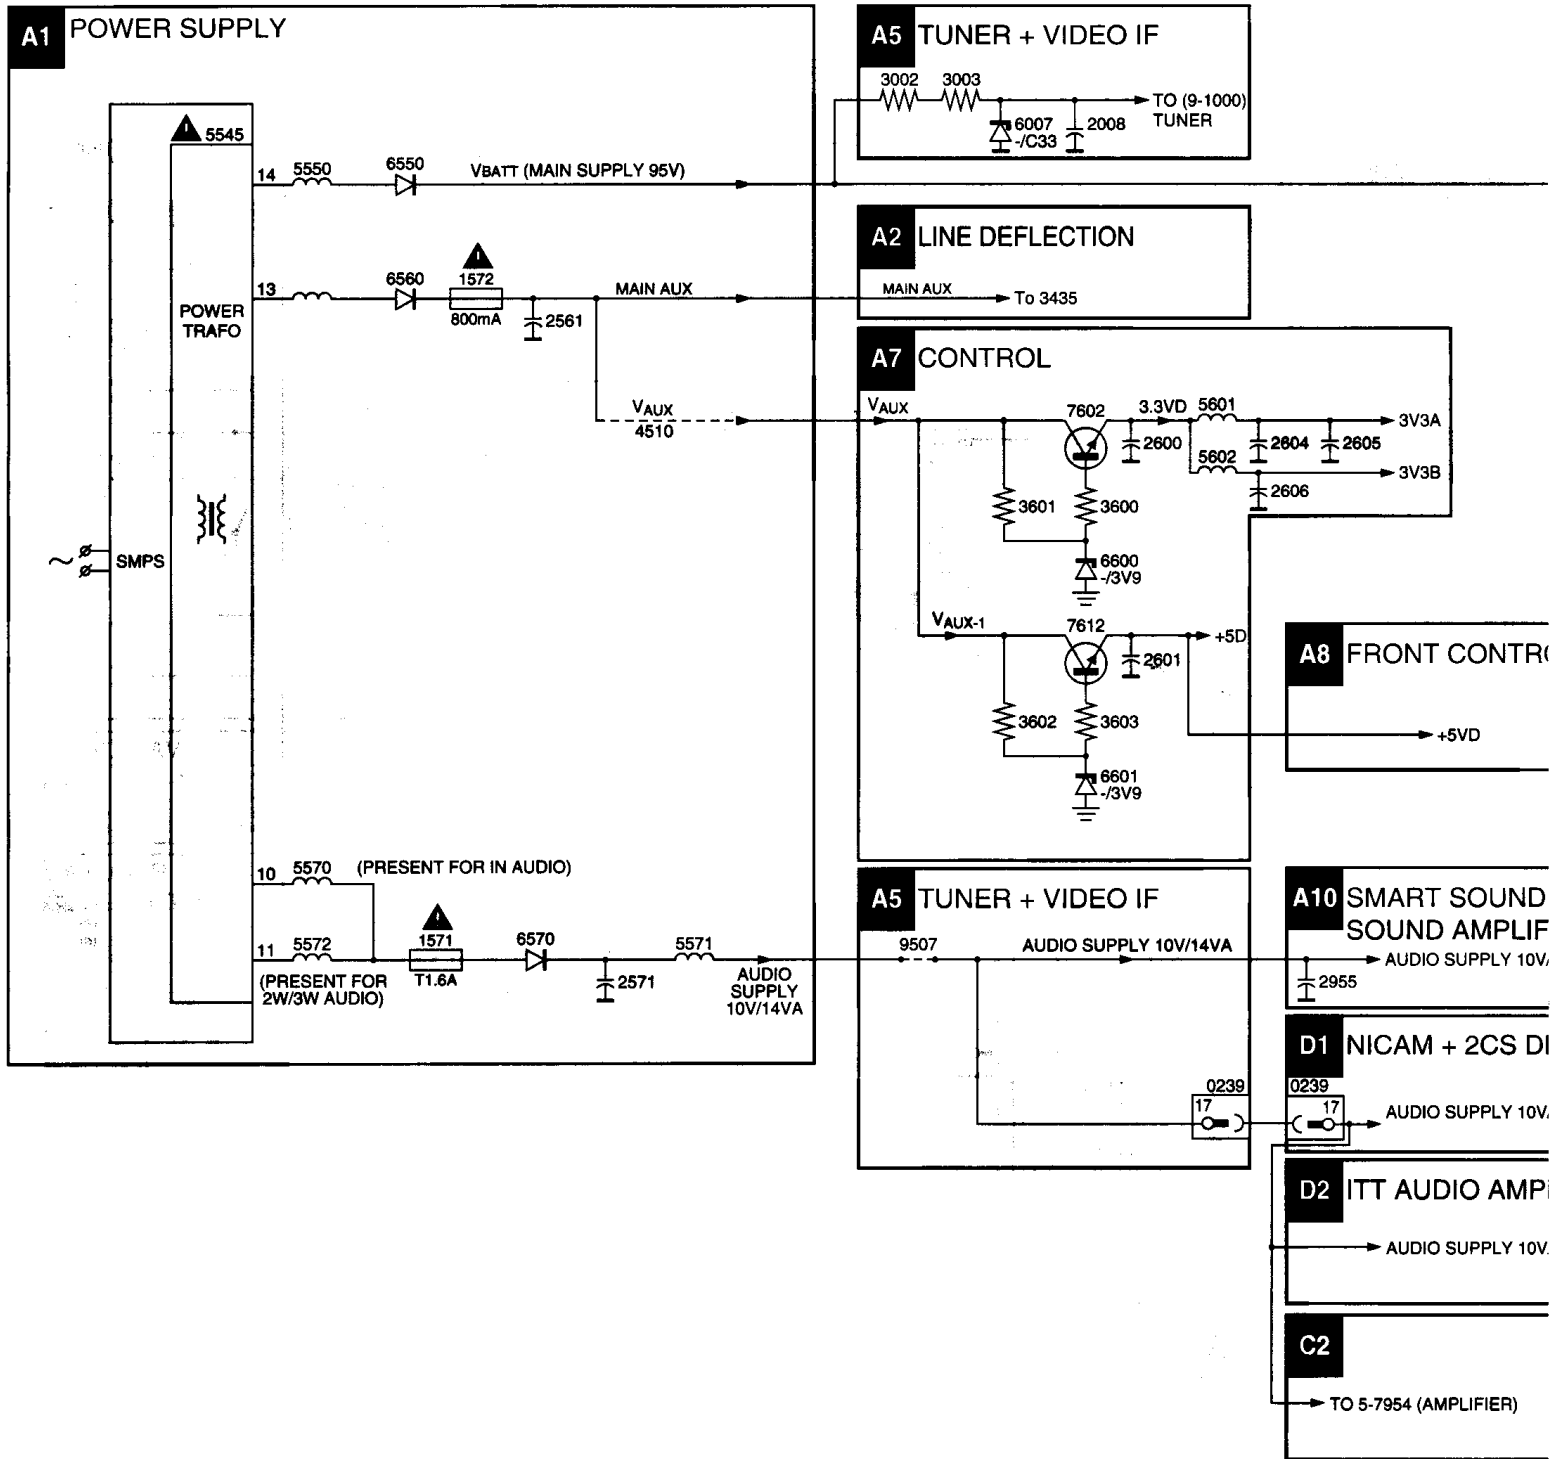 A1 POWER SUPPLY
5545
14
5550
6550
VBATT (MAIN SUPPLY 95V)
13
6560
1572
800mA
2561
MAIN AUX
POWER
TRAFO
VAUX
4510
SMPS
10
5570
(PRESENT FOR IN AUDIO)
11
5572
(PRESENT FOR
2W/3W AUDIO)
1571
T1.6A
6570
2571
5571
AUDIO
SUPPLY
10V/14VA
A5 TUNER + VIDEO IF
3002
3003
6007
-/C33
2008
TO (9-1000)
TUNER
A2 LINE DEFLECTION
MAIN AUX
To 3435
A7 CONTROL
VAUX
7602
3.3VD
5601
3V3A
2600
2604
2605
5602
3V3B
2606
3601
3600
6600
-/3V9
VAUX-1
7612
+5D
2601
3602
3603
6601
-/3V9
A8 FRONT CONTR
+5VD
A5 TUNER + VIDEO IF
9507
AUDIO SUPPLY 10V/14VA
0239
17
A10 SMART SOUND
SOUND AMPLIF
AUDIO SUPPLY 10V/
2955
D1 NICAM + 2CS DI
0239
17
AUDIO SUPPLY 10V/
D2 ITT AUDIO AMP
AUDIO SUPPLY 10V
C2
TO 5-7954 (AMPLIFIER)